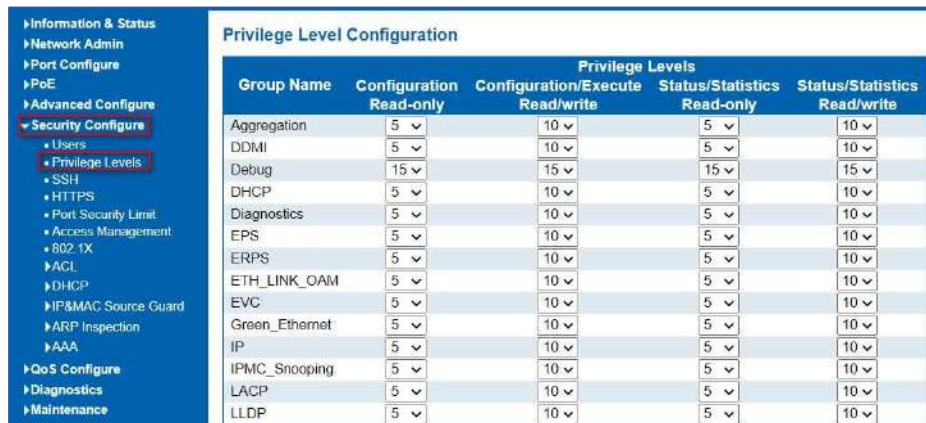 Information & Status
Network Admin
Port Configure
PoE
Advanced Configure
Security Configure
Users
Privilege Levels
SSH
HTTPS
Port Security Limit
Access Management
802.1X
ACL
DHCP
IP&MAC Source Guard
ARP Inspection
AAA
QoS Configure
Diagnostics
Maintenance
Privilege Level Configuration
Privilege Levels
Group Name Configuration Configuration/Execute Status/Statistics Status/Statistics
Read-only Read/write Read-only Read/write
Aggregation 5 10 5 10
DDMI 5 10 5 10
Debug 15 15 15 15
DHCP 5 10 5 10
Diagnostics 5 10 5 10
EPS 5 10 5 10
ERPS 5 10 5 10
ETH_LINK_OAM 5 10 5 10
EVC 5 10 5 10
Green_Ethernet 5 10 5 10
IP 5 10 5 10
IPMC_Snooping 5 10 5 10
LACP 5 10 5 10
LLDP 5 10 5 10